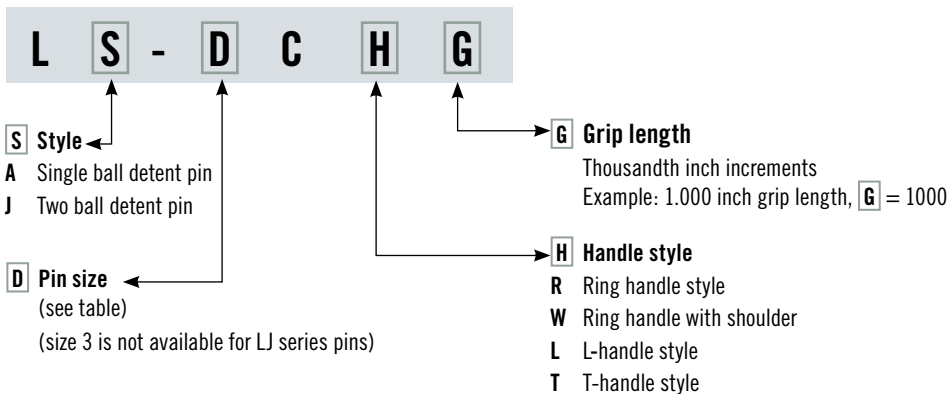 L S - D C H G
S Style
A Single ball detent pin
J Two ball detent pin
D Pin size
(see table)
(size 3 is not available for LJ series pins)
G Grip length
Thousandth inch increments
Example: 1.000 inch grip length, G = 1000
H Handle style
R Ring handle style
W Ring handle with shoulder
L L-handle style
T T-handle style